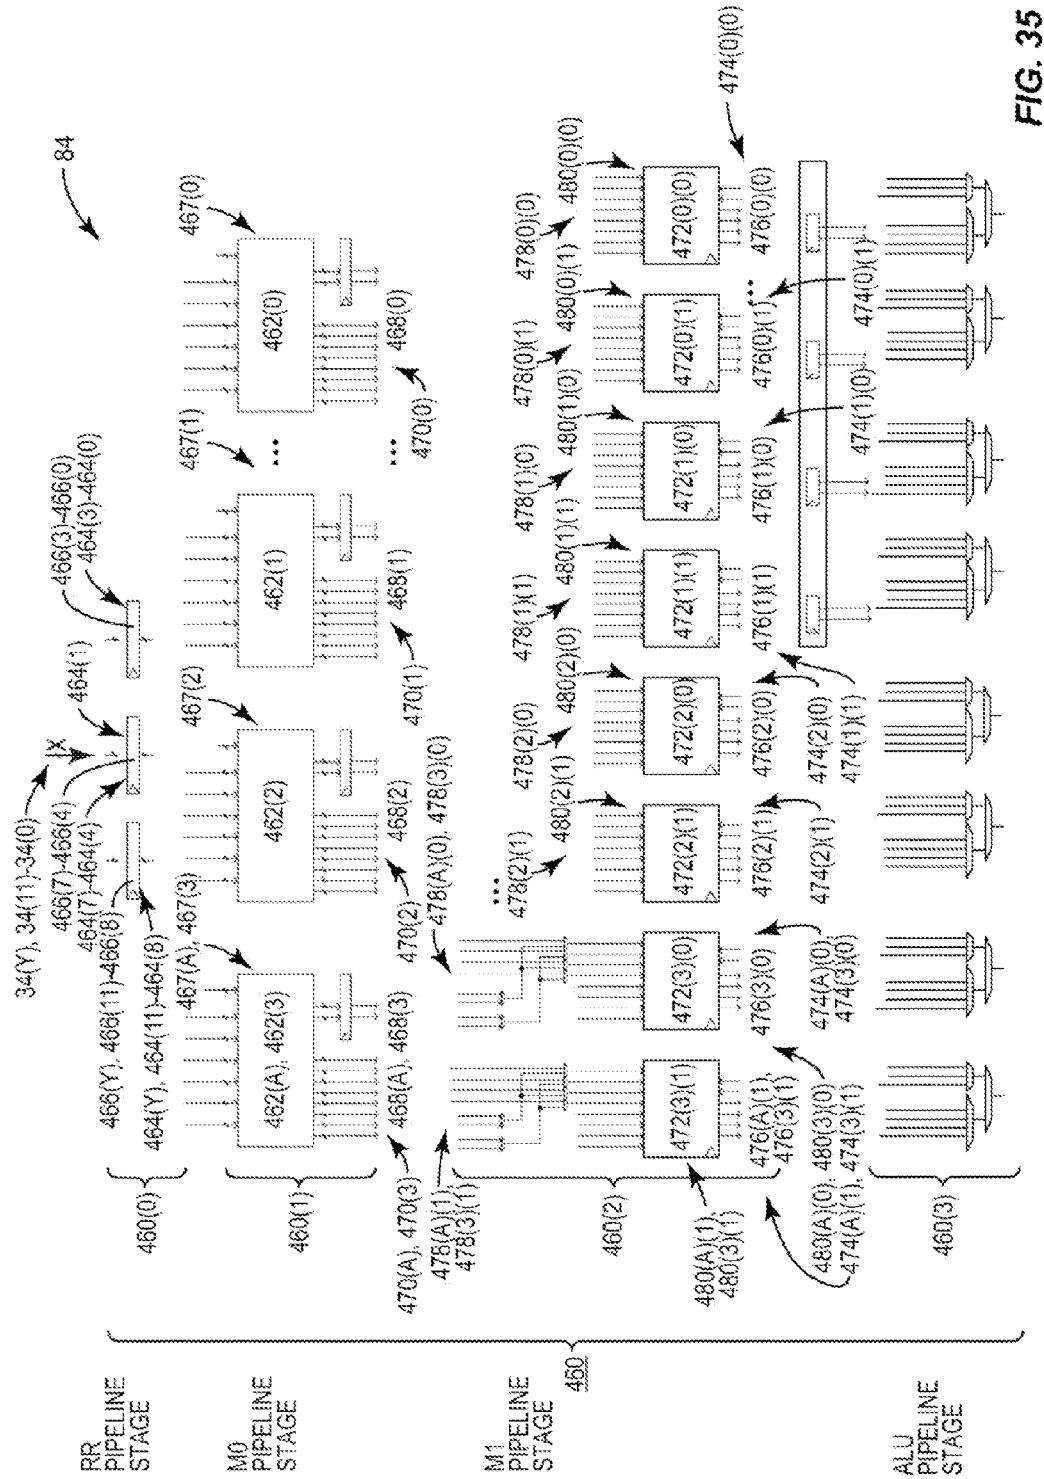 84
34(Y), 34(11)-34(0)
X
466(Y), 466(11)-466(8)
464(Y), 464(11)-464(8)
466(7)-466(4)
464(7)-464(4)
464(1)
466(3)-466(0)
464(3)-464(0)
RR
PIPELINE
STAGE
460(0)
467(A), 467(3)
467(2)
467(1)
467(0)
M0
PIPELINE
STAGE
460(1)
462(A), 462(3)
462(2)
462(1)
462(0)
468(A), 468(3)
468(2)
468(1)
468(0)
470(A), 470(3)
470(2)
470(1)
470(0)
478(A)(1),
478(3)(1)
478(A)(0), 478(3)(0)
478(2)(1)
478(2)(0)
478(1)(1)
478(1)(0)
478(0)(1)
478(0)(0)
480(2)(1)
480(2)(0)
480(1)(1)
480(1)(0)
480(0)(1)
480(0)(0)
M1
PIPELINE
STAGE
460
460(2)
472(3)(1)
472(3)(0)
472(2)(1)
472(2)(0)
472(1)(1)
472(1)(0)
472(0)(1)
472(0)(0)
480(A)(1),
480(3)(1)
476(A)(1),
476(3)(1)
476(3)(0)
476(2)(1)
476(2)(0)
476(1)(1)
476(1)(0)
476(0)(1)
476(0)(0)
474(0)(0)
480(A)(0), 480(3)(0)
474(A)(1), 474(3)(1)
474(A)(0),
474(3)(0)
474(2)(1)
474(2)(0)
474(1)(1)
474(1)(0)
474(0)(1)
ALU
PIPELINE
STAGE
460(3)
FIG. 35